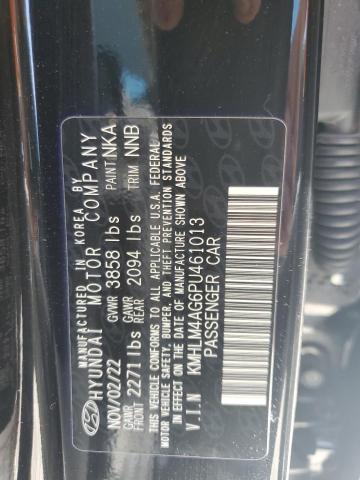 MANUFACTURED IN KOREA BY
HYUNDAI MOTOR COMPANY
NOV/02/22 GVWR 3858 lbs PAINT NKA
GAWR FRONT 2271 lbs GAWR REAR 2094 lbs TRIM NNB
THIS VEHICLE CONFORMS TO ALL APPLICABLE U.S.A. FEDERAL
MOTOR VEHICLE SAFETY, BUMPER, AND THEFT PREVENTION
STANDARDS IN EFFECT ON THE DATE OF MANUFACTURE SHOWN ABOVE
V.I.N KMHLM4AG6PU461013
PASSENGER CAR